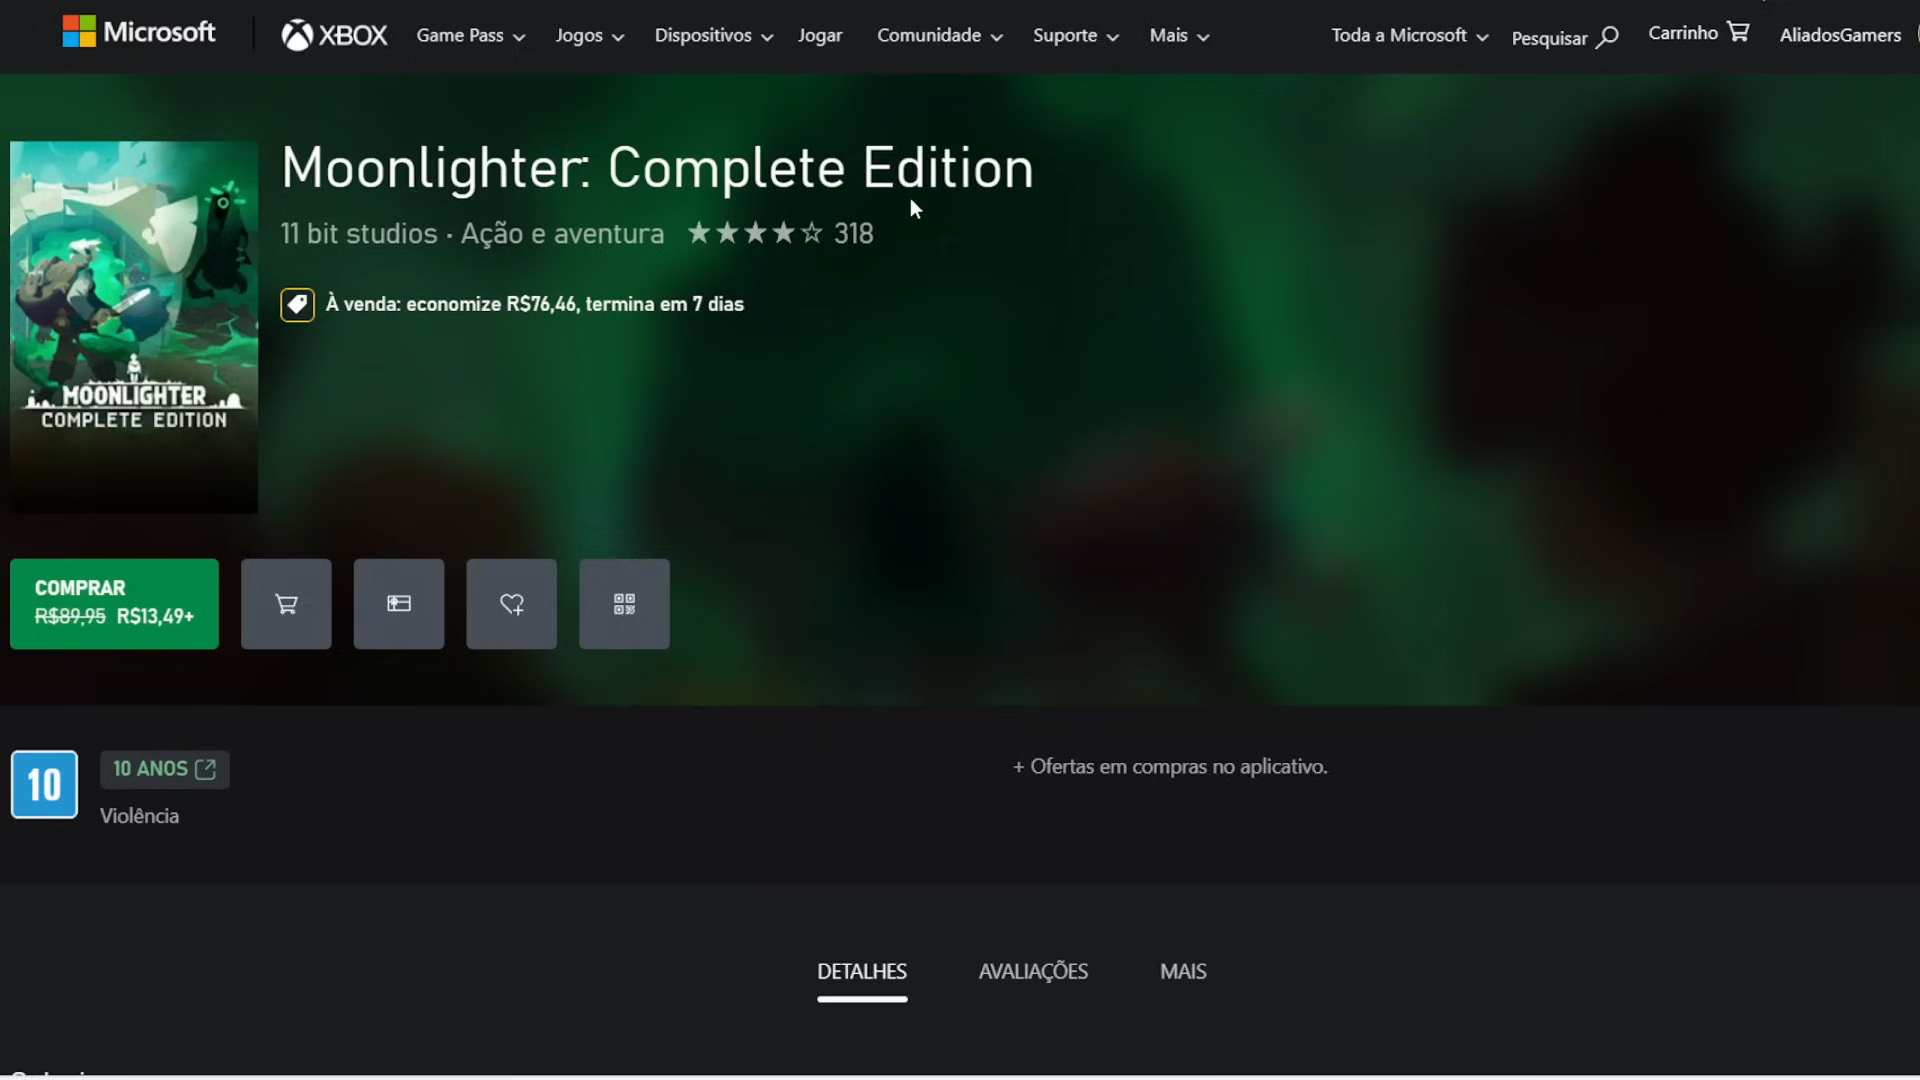 Microsoft XBOX Game Pass Jogos Dispositivos Jogar Comunidade Suporte Mais Toda a Microsoft Pesquisar Carrinho AliadosGamers
Moonlighter: Complete Edition
11 bit studios · Ação e aventura ★★★★☆ 318
À venda: economize R$76,46, termina em 7 dias
MOONLIGHTER
COMPLETE EDITION
COMPRAR
R$89,95 R$13,49+
10
10 ANOS
Violência
+ Ofertas em compras no aplicativo.
DETALHES AVALIAÇÕES MAIS